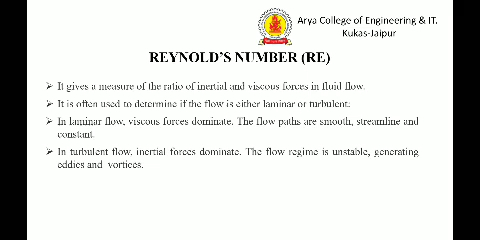 Arya College of Engineering & IT.
Kukas-Jaipur
REYNOLD'S NUMBER (RE)
➢ It gives a measure of the ratio of inertial and viscous forces in fluid flow.
➢ It is often used to determine if the flow is either laminar or turbulent:
➢ In laminar flow, viscous forces dominate. The flow paths are smooth, streamline and
constant.
➢ In turbulent flow, inertial forces dominate. The flow regime is unstable, generating
eddies and vortices.